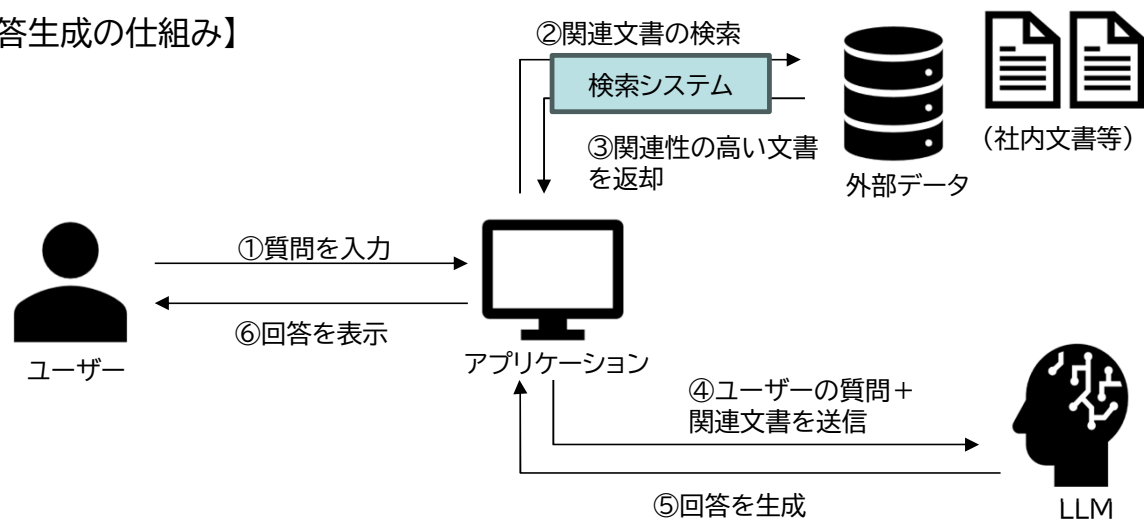 答生成の仕組み】
②関連文書の検索
検索システム
③関連性の高い文書
を返却
（社内文書等）
外部データ
①質問を入力
⑥回答を表示
ユーザー
アプリケーション
④ユーザーの質問＋
関連文書を送信
⑤回答を生成
LLM